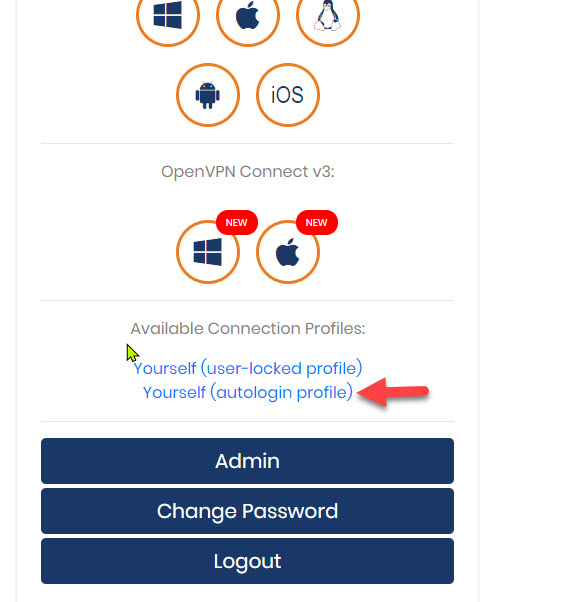 iOS
OpenVPN Connect v3:
NEW NEW
Available Connection Profiles:
Yourself (user-locked profile)
Yourself (autologin profile)
Admin
Change Password
Logout